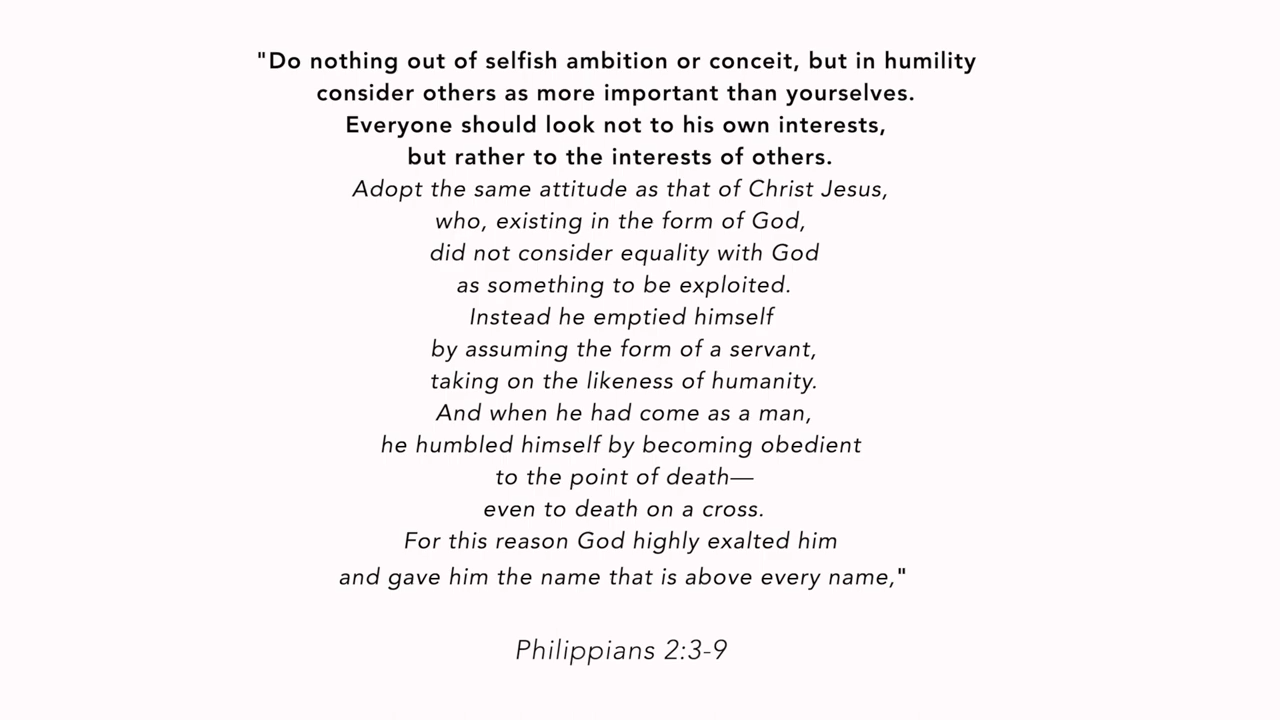 "Do nothing out of selfish ambition or conceit, but in humility
consider others as more important than yourselves.
Everyone should look not to his own interests,
but rather to the interests of others.
Adopt the same attitude as that of Christ Jesus,
who, existing in the form of God,
did not consider equality with God
as something to be exploited.
Instead he emptied himself
by assuming the form of a servant,
taking on the likeness of humanity.
And when he had come as a man,
he humbled himself by becoming obedient
to the point of death—
even to death on a cross.
For this reason God highly exalted him
and gave him the name that is above every name,"
Philippians 2:3-9